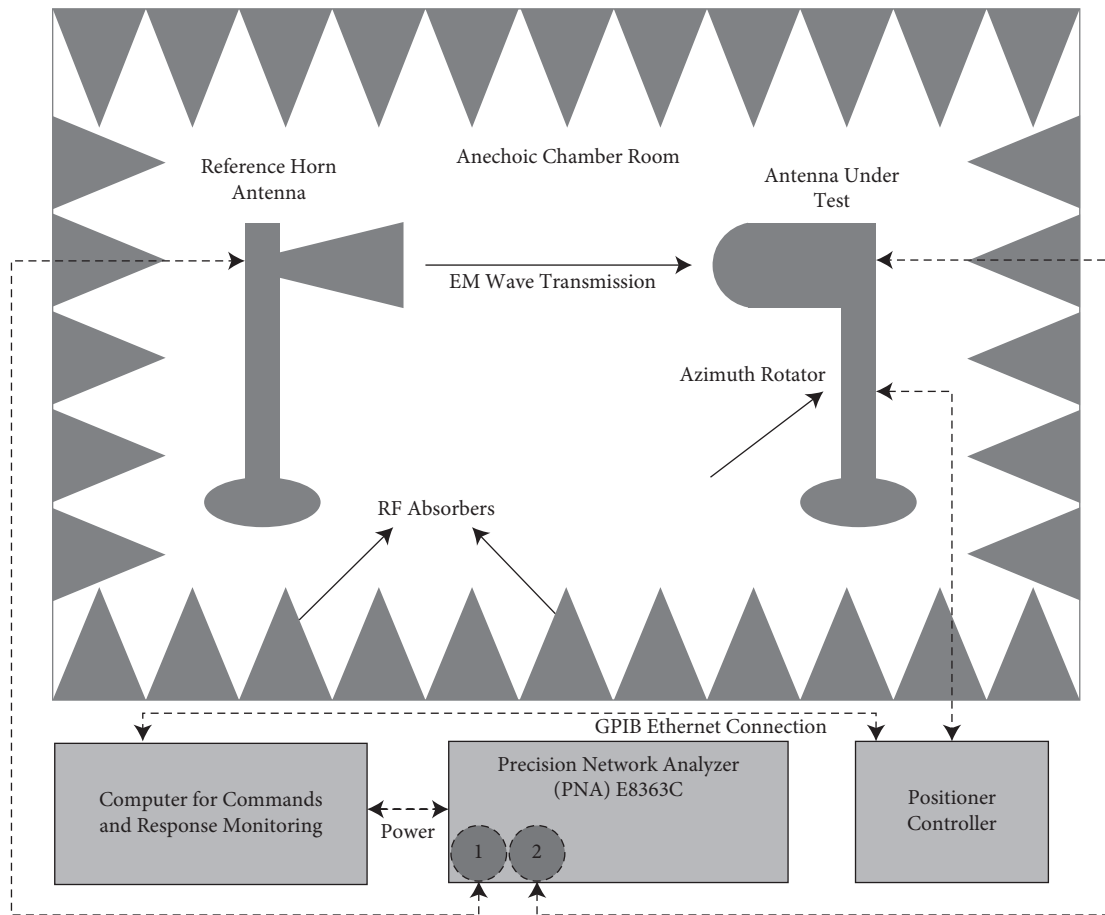 Anechoic Chamber Room
Reference Horn
Antenna
Antenna Under
Test
EM Wave Transmission
Azimuth Rotator
RF Absorbers
GPIB Ethernet Connection
Computer for Commands
and Response Monitoring
Power
Precision Network Analyzer
(PNA) E8363C
1
2
Positioner
Controller